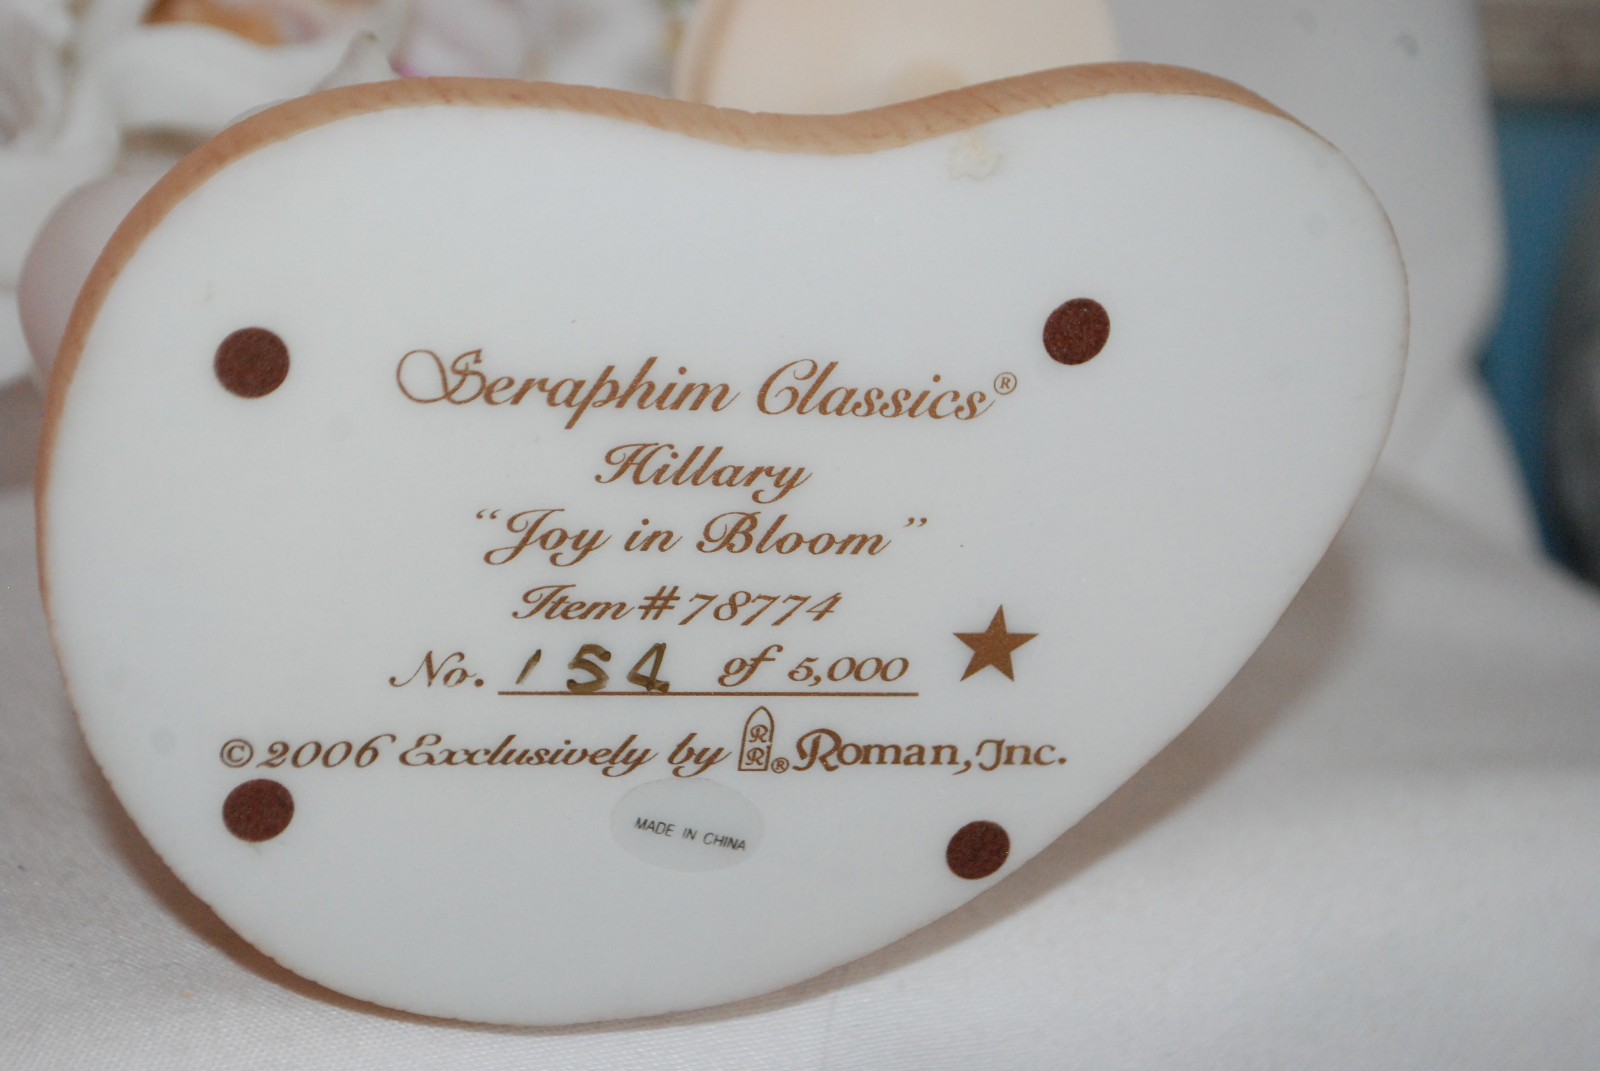 Seraphim Classics®
Hillary
“Joy in Bloom”
Item #78774
No. 154 of 5,000
© 2006 Exclusively by RR® Roman, Inc.
MADE IN CHINA